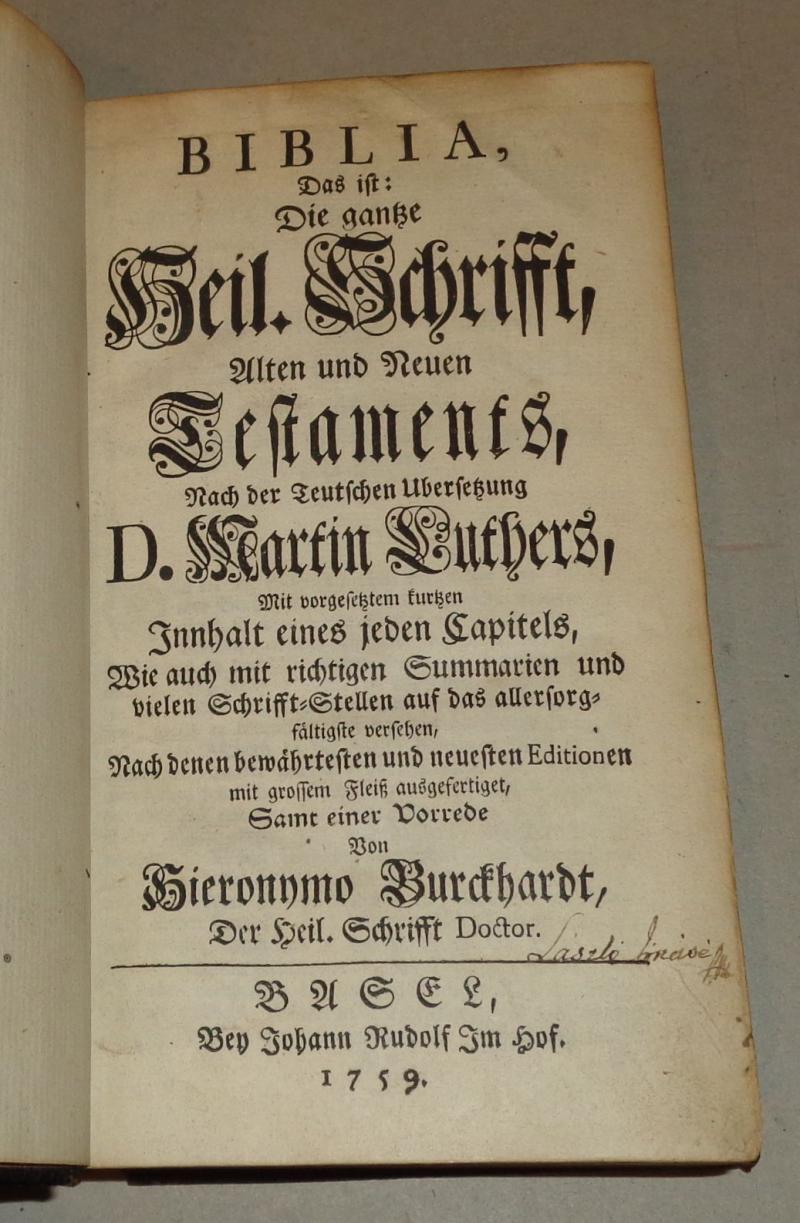 BIBLIA,
Das ist:
Die gantze
Heil. Schrifft,
Alten und Neuen
Testaments,
Nach der Teutschen Ubersetzung
D. Martin Luthers,
Mit vorgesetztem kurtzen
Innhalt eines jeden Capitels,
Wie auch mit richtigen Summarien und
vielen Schrifft-Stellen auf das allersorg-
fältigste versehen,
Nach denen bewährtesten und neuesten Editionen
mit grossem Fleiß ausgefertiget,
Samt einer Vorrede
Von
Hieronymo Burckhardt,
Der Heil. Schrifft Doctor.
László
BASEL,
Bey Johann Rudolf Im Hof.
1759.